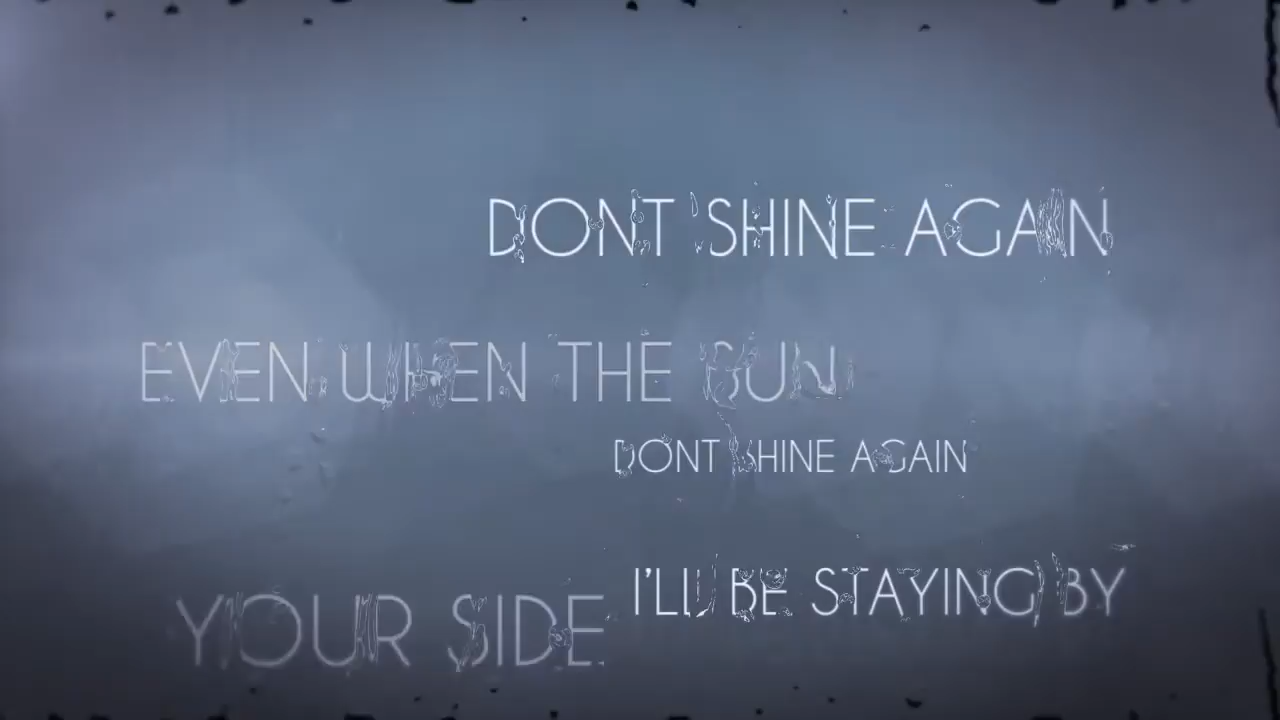 DONT SHINE AGAIN
EVEN WHEN THE SUN
DONT SHINE AGAIN
I'LL BE STAYING BY
YOUR SIDE